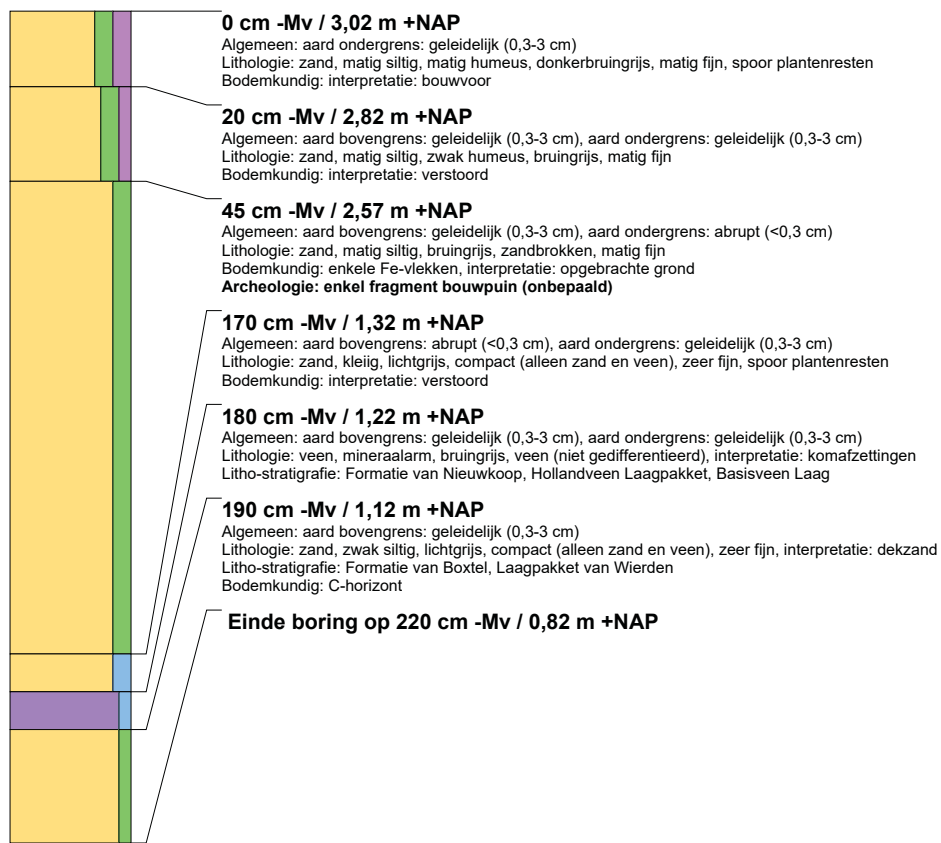 0 cm -Mv / 3,02 m +NAP
Algemeen: aard ondergrens: geleidelijk (0,3-3 cm)
Lithologie: zand, matig siltig, matig humeus, donkerbruingrijs, matig fijn, spoor plantenresten
Bodemkundig: interpretatie: bouwvoor
20 cm -Mv / 2,82 m +NAP
Algemeen: aard bovengrens: geleidelijk (0,3-3 cm), aard ondergrens: geleidelijk (0,3-3 cm)
Lithologie: zand, matig siltig, zwak humeus, bruingrijs, matig fijn
Bodemkundig: interpretatie: verstoord
45 cm -Mv / 2,57 m +NAP
Algemeen: aard bovengrens: geleidelijk (0,3-3 cm), aard ondergrens: abrupt (<0,3 cm)
Lithologie: zand, matig siltig, bruingrijs, zandbrokken, matig fijn
Bodemkundig: enkele Fe-vlekken, interpretatie: opgebrachte grond
Archeologie: enkel fragment bouwpuin (onbepaald)
170 cm -Mv / 1,32 m +NAP
Algemeen: aard bovengrens: abrupt (<0,3 cm), aard ondergrens: geleidelijk (0,3-3 cm)
Lithologie: zand, kleiig, lichtgrijs, compact (alleen zand en veen), zeer fijn, spoor plantenresten
Bodemkundig: interpretatie: verstoord
180 cm -Mv / 1,22 m +NAP
Algemeen: aard bovengrens: geleidelijk (0,3-3 cm), aard ondergrens: geleidelijk (0,3-3 cm)
Lithologie: veen, mineraalarm, bruingrijs, veen (niet gedifferentieerd), interpretatie: komafzettingen
Litho-stratigrafie: Formatie van Nieuwkoop, Hollandveen Laagpakket, Basisveen Laag
190 cm -Mv / 1,12 m +NAP
Algemeen: aard bovengrens: geleidelijk (0,3-3 cm)
Lithologie: zand, zwak siltig, lichtgrijs, compact (alleen zand en veen), zeer fijn, interpretatie: dekzand
Litho-stratigrafie: Formatie van Boxtel, Laagpakket van Wierden
Bodemkundig: C-horizont
Einde boring op 220 cm -Mv / 0,82 m +NAP